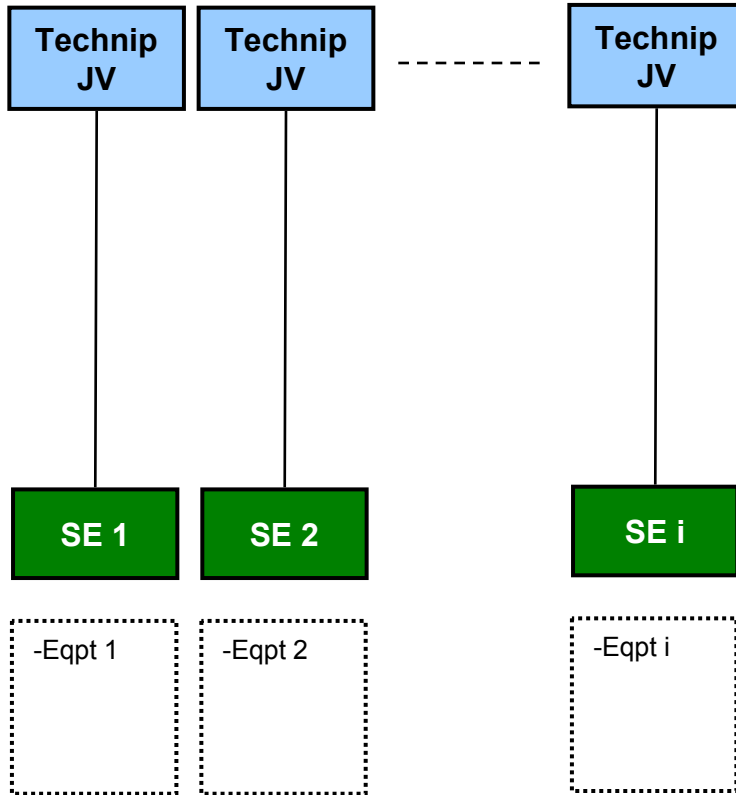 Technip
JV
Technip
JV
Technip
JV
SE 1
SE 2
SE i
-Eqpt 1
-Eqpt 2
-Eqpt i